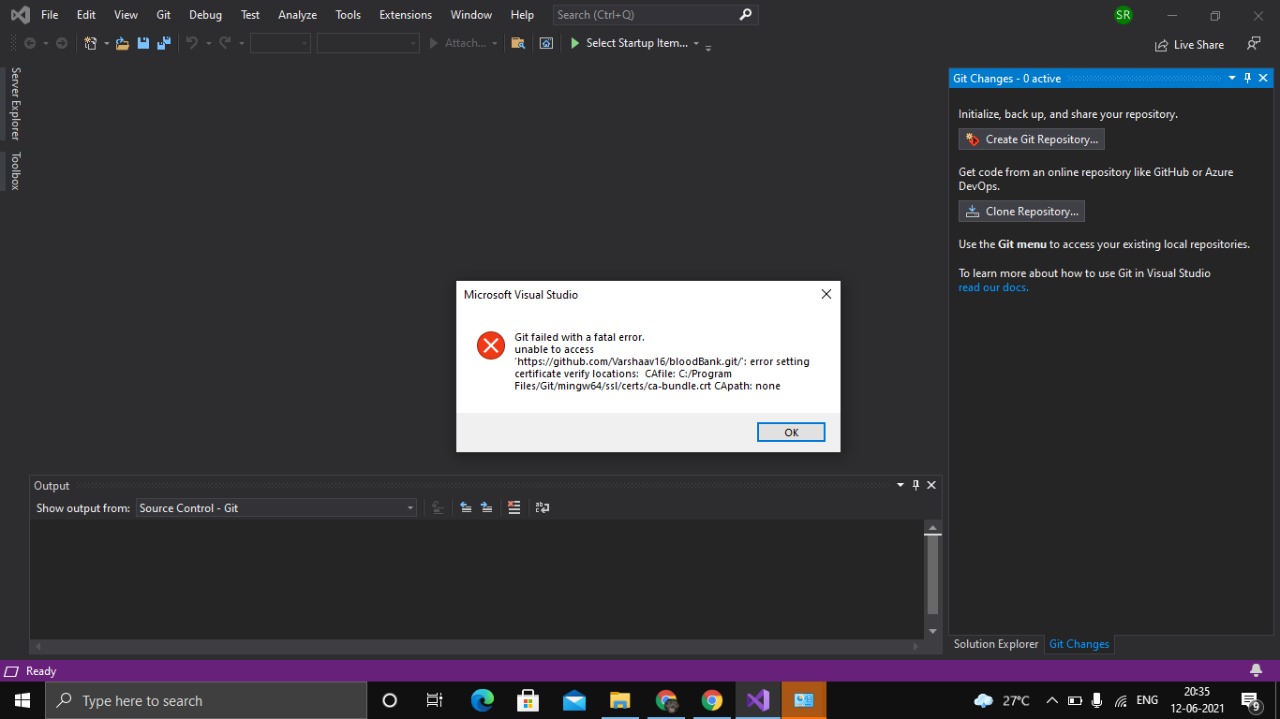 File Edit View Git Debug Test Analyze Tools Extensions Window Help Search (Ctrl+Q) SR
Attach... Select Startup Item... Live Share
Server Explorer
Toolbox
Git Changes - 0 active
Initialize, back up, and share your repository.
Create Git Repository...
Get code from an online repository like GitHub or Azure
DevOps.
Clone Repository...
Use the Git menu to access your existing local repositories.
To learn more about how to use Git in Visual Studio
read our docs.
Microsoft Visual Studio
Git failed with a fatal error.
unable to access
'https://github.com/Varshaav16/bloodBank.git/': error setting
certificate verify locations: CAfile: C:/Program
Files/Git/mingw64/ssl/certs/ca-bundle.crt CApath: none
OK
Output
Show output from: Source Control - Git
Solution Explorer Git Changes
Ready
Type here to search
27°C ENG
20:35
12-06-2021
9